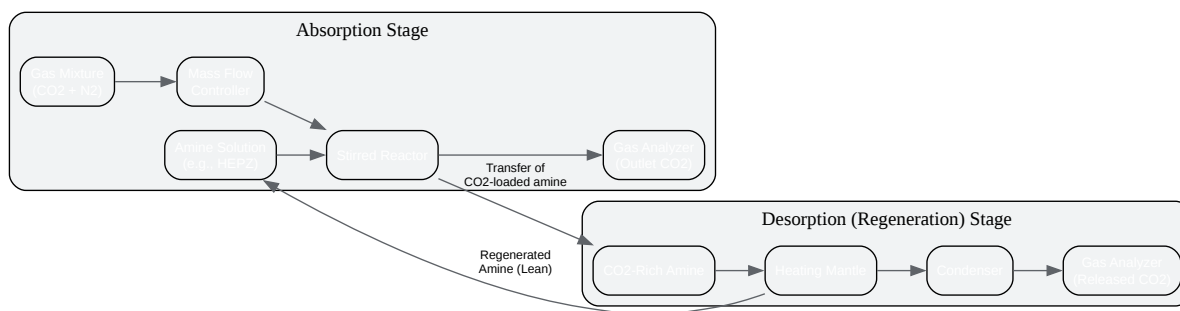 Absorption Stage
Gas Mixture
(CO2 + N2)
Mass Flow
Controller
Amine Solution
(e.g., HEPZ)
Stirred Reactor
Gas Analyzer
(Outlet CO2)
Transfer of
CO2-loaded amine
Desorption (Regeneration) Stage
Regenerated
Amine (Lean)
CO2-Rich Amine
Heating Mantle
Condenser
Gas Analyzer
(Released CO2)